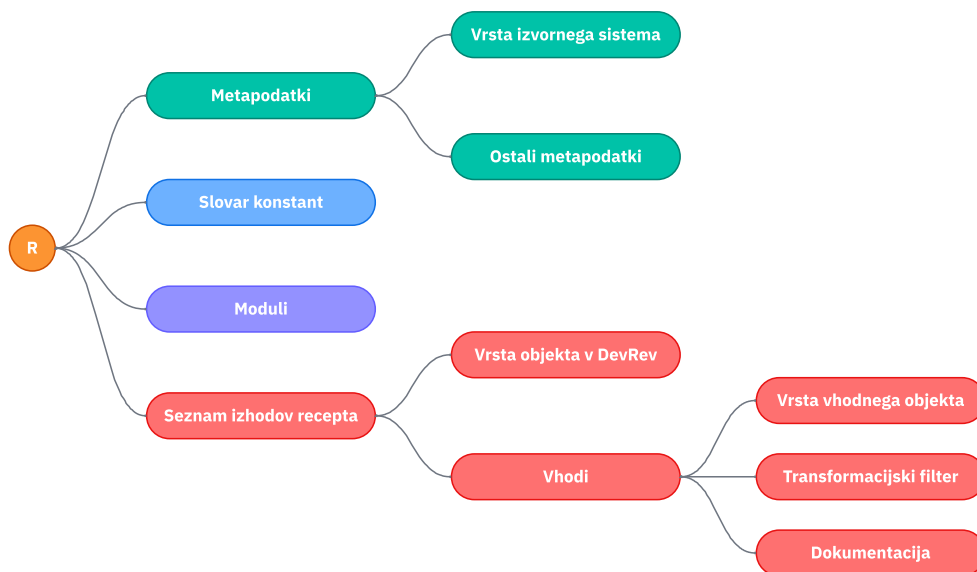 R
Metapodatki
Vrsta izvornega sistema
Ostali metapodatki
Slovar konstant
Moduli
Seznam izhodov recepta
Vrsta objekta v DevRev
Vhodi
Vrsta vhodnega objekta
Transformacijski filter
Dokumentacija